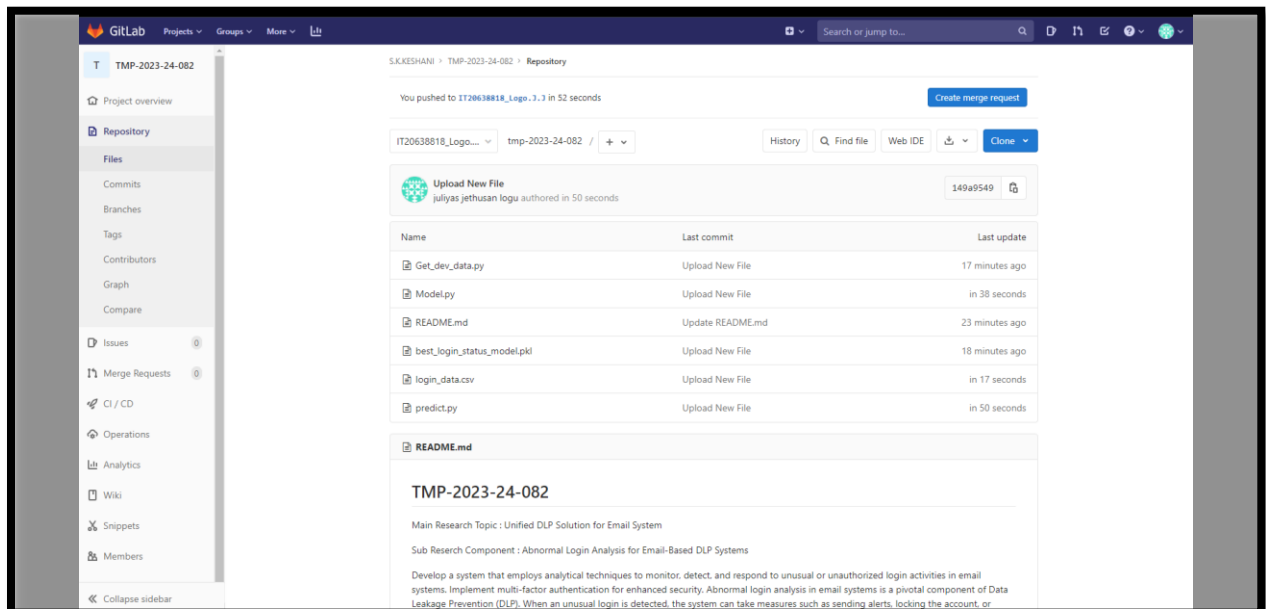 GitLab Projects Groups More Search or jump to...
T TMP-2023-24-082
Project overview
Repository
Files
Commits
Branches
Tags
Contributors
Graph
Compare
Issues 0
Merge Requests 0
CI / CD
Operations
Analytics
Wiki
Snippets
Members
Collapse sidebar
S.K.KESHANI > TMP-2023-24-082 > Repository
You pushed to IT20638818_Logo.3.3 in 52 seconds Create merge request
IT20638818_Logo.... tmp-2023-24-082 / + History Find file Web IDE Clone
Upload New File
juliyas jethusan logu authored in 50 seconds 149a9549
Name Last commit Last update
Get_dev_data.py Upload New File 17 minutes ago
Model.py Upload New File in 38 seconds
README.md Update README.md 23 minutes ago
best_login_status_model.pkl Upload New File 18 minutes ago
login_data.csv Upload New File in 17 seconds
predict.py Upload New File in 50 seconds
README.md
TMP-2023-24-082
Main Research Topic : Unified DLP Solution for Email System
Sub Reserch Component : Abnormal Login Analysis for Email-Based DLP Systems
Develop a system that employs analytical techniques to monitor, detect, and respond to unusual or unauthorized login activities in email
systems. Implement multi-factor authentication for enhanced security. Abnormal login analysis in email systems is a pivotal component of Data
Leakage Prevention (DLP). When an unusual login is detected, the system can take measures such as sending alerts, locking the account, or